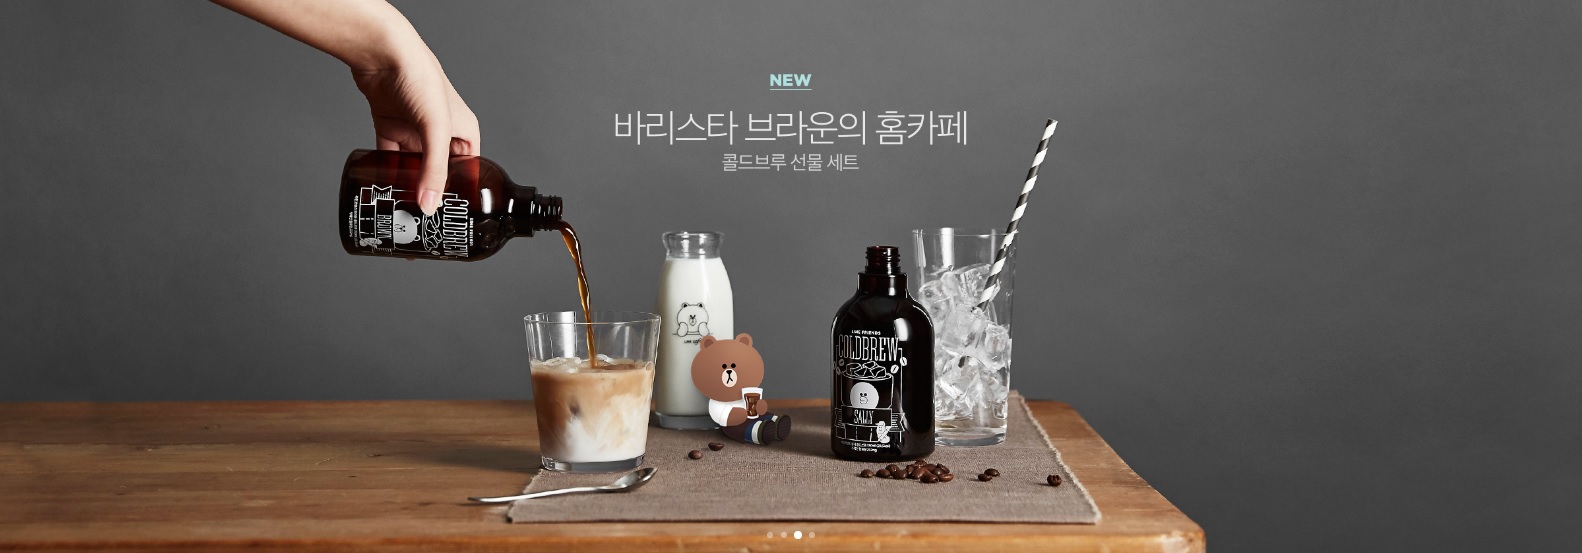 NEW
바리스타 브라운의 홈카페
콜드브루 선물 세트
COLDBREW
BROWN
LINE FRIENDS
COLDBREW
SALLY